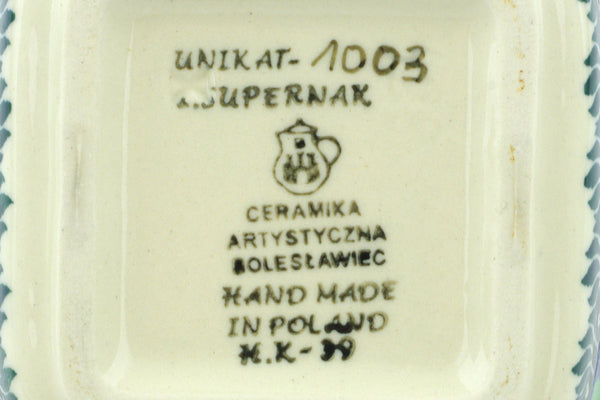 UNIKAT-1003
SUPERNAK
CERAMIKA
ARTYSTYCZNA
BOLESŁAWIEC
HAND MADE
IN POLAND
H.K-39